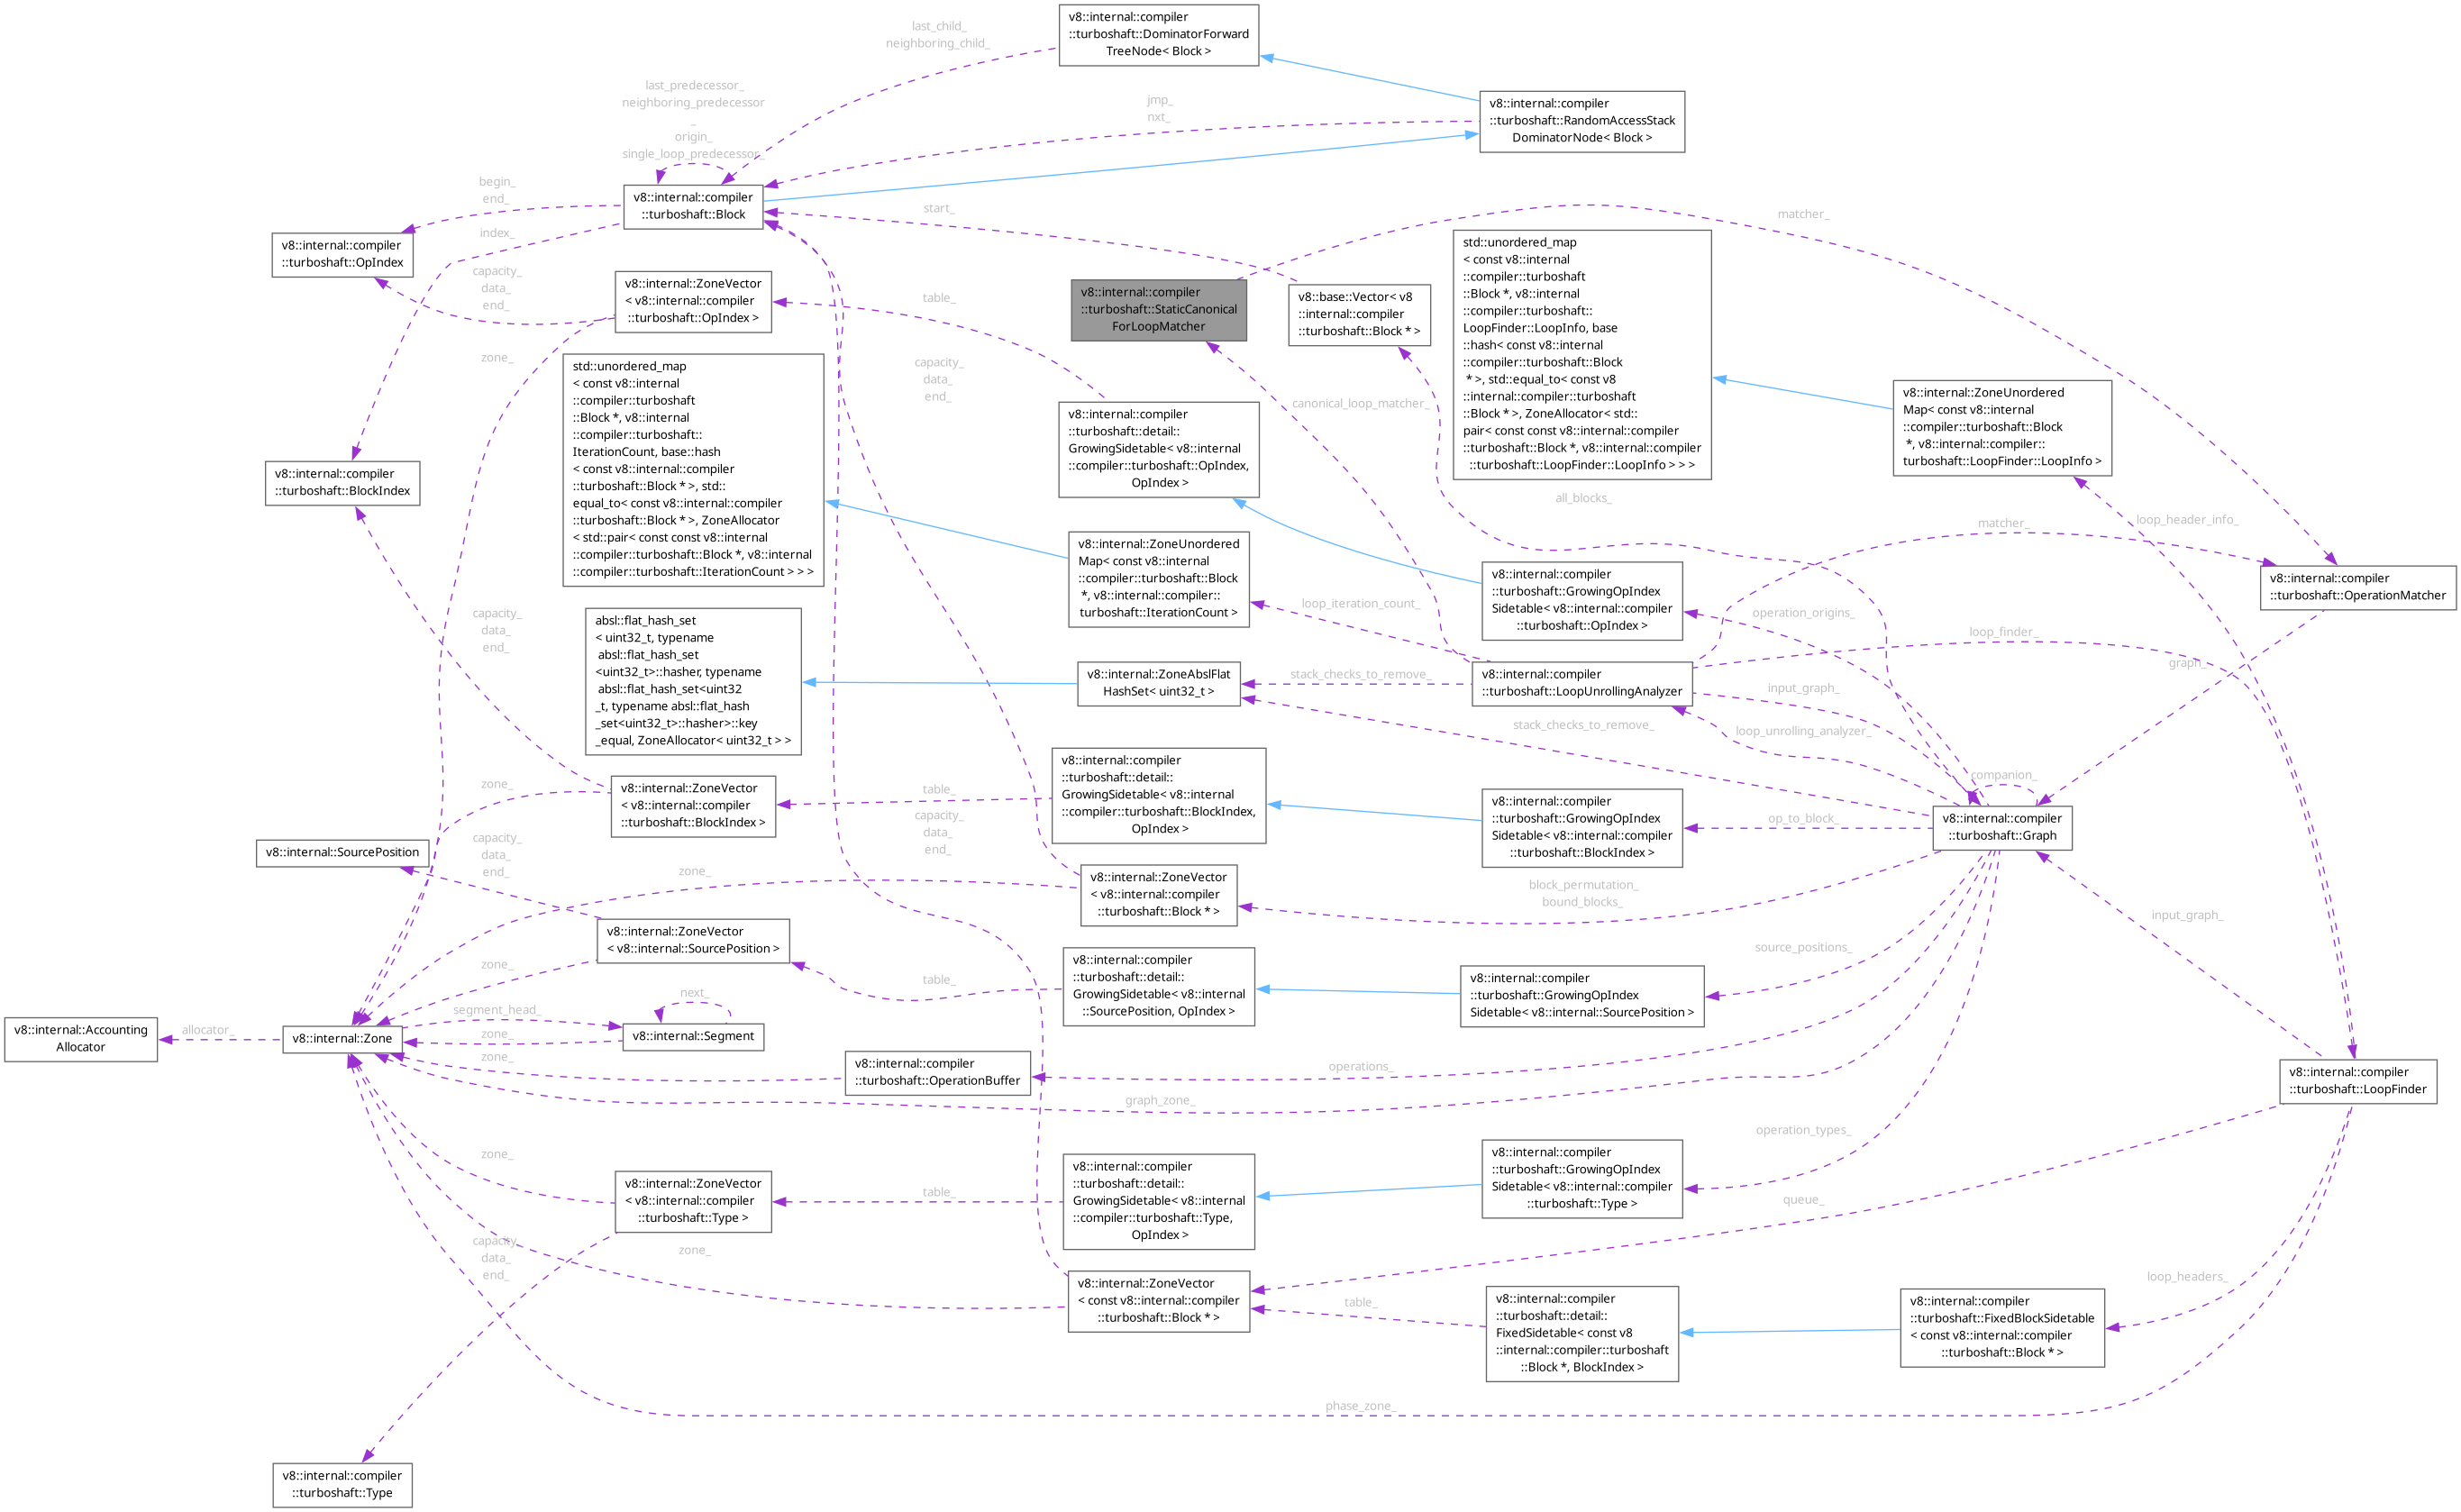 v8::internal::compiler
::turboshaft::DominatorForward
TreeNode< Block >
last_child_
neighboring_child_
last_predecessor_
neighboring_predecessor
_
origin_
single_loop_predecessor_
jmp_
nxt_
v8::internal::compiler
::turboshaft::RandomAccessStack
DominatorNode< Block >
begin_
end_
v8::internal::compiler
::turboshaft::Block
start_
matcher_
v8::internal::compiler
::turboshaft::OpIndex
index_
capacity_
data_
end_
v8::internal::ZoneVector
< v8::internal::compiler
::turboshaft::OpIndex >
table_
v8::internal::compiler
::turboshaft::StaticCanonical
ForLoopMatcher
v8::base::Vector< v8
::internal::compiler
::turboshaft::Block * >
std::unordered_map
< const v8::internal
::compiler::turboshaft
::Block *, v8::internal
::compiler::turboshaft::
LoopFinder::LoopInfo, base
::hash< const v8::internal
::compiler::turboshaft::Block
* >, std::equal_to< const v8
::internal::compiler::turboshaft
::Block * >, ZoneAllocator< std::
pair< const const v8::internal::compiler
::turboshaft::Block *, v8::internal::compiler
::turboshaft::LoopFinder::LoopInfo > > >
v8::internal::ZoneUnordered
Map< const v8::internal
::compiler::turboshaft::Block
*, v8::internal::compiler::
turboshaft::LoopFinder::LoopInfo >
zone_
std::unordered_map
< const v8::internal
::compiler::turboshaft
::Block *, v8::internal
::compiler::turboshaft::
IterationCount, base::hash
< const v8::internal::compiler
::turboshaft::Block * >, std::
equal_to< const v8::internal::compiler
::turboshaft::Block * >, ZoneAllocator
< std::pair< const const v8::internal
::compiler::turboshaft::Block *, v8::internal
::compiler::turboshaft::IterationCount > > >
capacity_
data_
end_
v8::internal::compiler
::turboshaft::detail::
GrowingSidetable< v8::internal
::compiler::turboshaft::OpIndex,
OpIndex >
canonical_loop_matcher_
all_blocks_
loop_header_info_
v8::internal::compiler
::turboshaft::BlockIndex
v8::internal::ZoneUnordered
Map< const v8::internal
::compiler::turboshaft::Block
*, v8::internal::compiler::
turboshaft::IterationCount >
v8::internal::compiler
::turboshaft::GrowingOpIndex
Sidetable< v8::internal::compiler
::turboshaft::OpIndex >
matcher_
v8::internal::compiler
::turboshaft::OperationMatcher
loop_iteration_count_
operation_origins_
loop_finder_
graph_
capacity_
data_
end_
absl::flat_hash_set
< uint32_t, typename
absl::flat_hash_set
<uint32_t>::hasher, typename
absl::flat_hash_set<uint32
_t, typename absl::flat_hash
_set<uint32_t>::hasher>::key
_equal, ZoneAllocator< uint32_t > >
v8::internal::ZoneAbslFlat
HashSet< uint32_t >
stack_checks_to_remove_
v8::internal::compiler
::turboshaft::LoopUnrollingAnalyzer
input_graph_
stack_checks_to_remove_
loop_unrolling_analyzer_
companion_
zone_
v8::internal::ZoneVector
< v8::internal::compiler
::turboshaft::BlockIndex >
table_
v8::internal::compiler
::turboshaft::detail::
GrowingSidetable< v8::internal
::compiler::turboshaft::BlockIndex,
OpIndex >
v8::internal::compiler
::turboshaft::GrowingOpIndex
Sidetable< v8::internal::compiler
::turboshaft::BlockIndex >
op_to_block_
v8::internal::compiler
::turboshaft::Graph
v8::internal::SourcePosition
capacity_
data_
end_
capacity_
data_
end_
zone_
v8::internal::ZoneVector
< v8::internal::compiler
::turboshaft::Block * >
block_permutation_
bound_blocks_
input_graph_
v8::internal::ZoneVector
< v8::internal::SourcePosition >
zone_
table_
v8::internal::compiler
::turboshaft::detail::
GrowingSidetable< v8::internal
::SourcePosition, OpIndex >
v8::internal::compiler
::turboshaft::GrowingOpIndex
Sidetable< v8::internal::SourcePosition >
source_positions_
v8::internal::Accounting
Allocator
allocator_
v8::internal::Zone
segment_head_
zone_
next_
v8::internal::Segment
zone_
v8::internal::compiler
::turboshaft::OperationBuffer
operations_
graph_zone_
v8::internal::compiler
::turboshaft::LoopFinder
zone_
v8::internal::ZoneVector
< v8::internal::compiler
::turboshaft::Type >
table_
v8::internal::compiler
::turboshaft::detail::
GrowingSidetable< v8::internal
::compiler::turboshaft::Type,
OpIndex >
v8::internal::compiler
::turboshaft::GrowingOpIndex
Sidetable< v8::internal::compiler
::turboshaft::Type >
operation_types_
queue_
capacity_
data_
end_
zone_
v8::internal::ZoneVector
< const v8::internal::compiler
::turboshaft::Block * >
table_
v8::internal::compiler
::turboshaft::detail::
FixedSidetable< const v8
::internal::compiler::turboshaft
::Block *, BlockIndex >
v8::internal::compiler
::turboshaft::FixedBlockSidetable
< const v8::internal::compiler
::turboshaft::Block * >
loop_headers_
phase_zone_
v8::internal::compiler
::turboshaft::Type